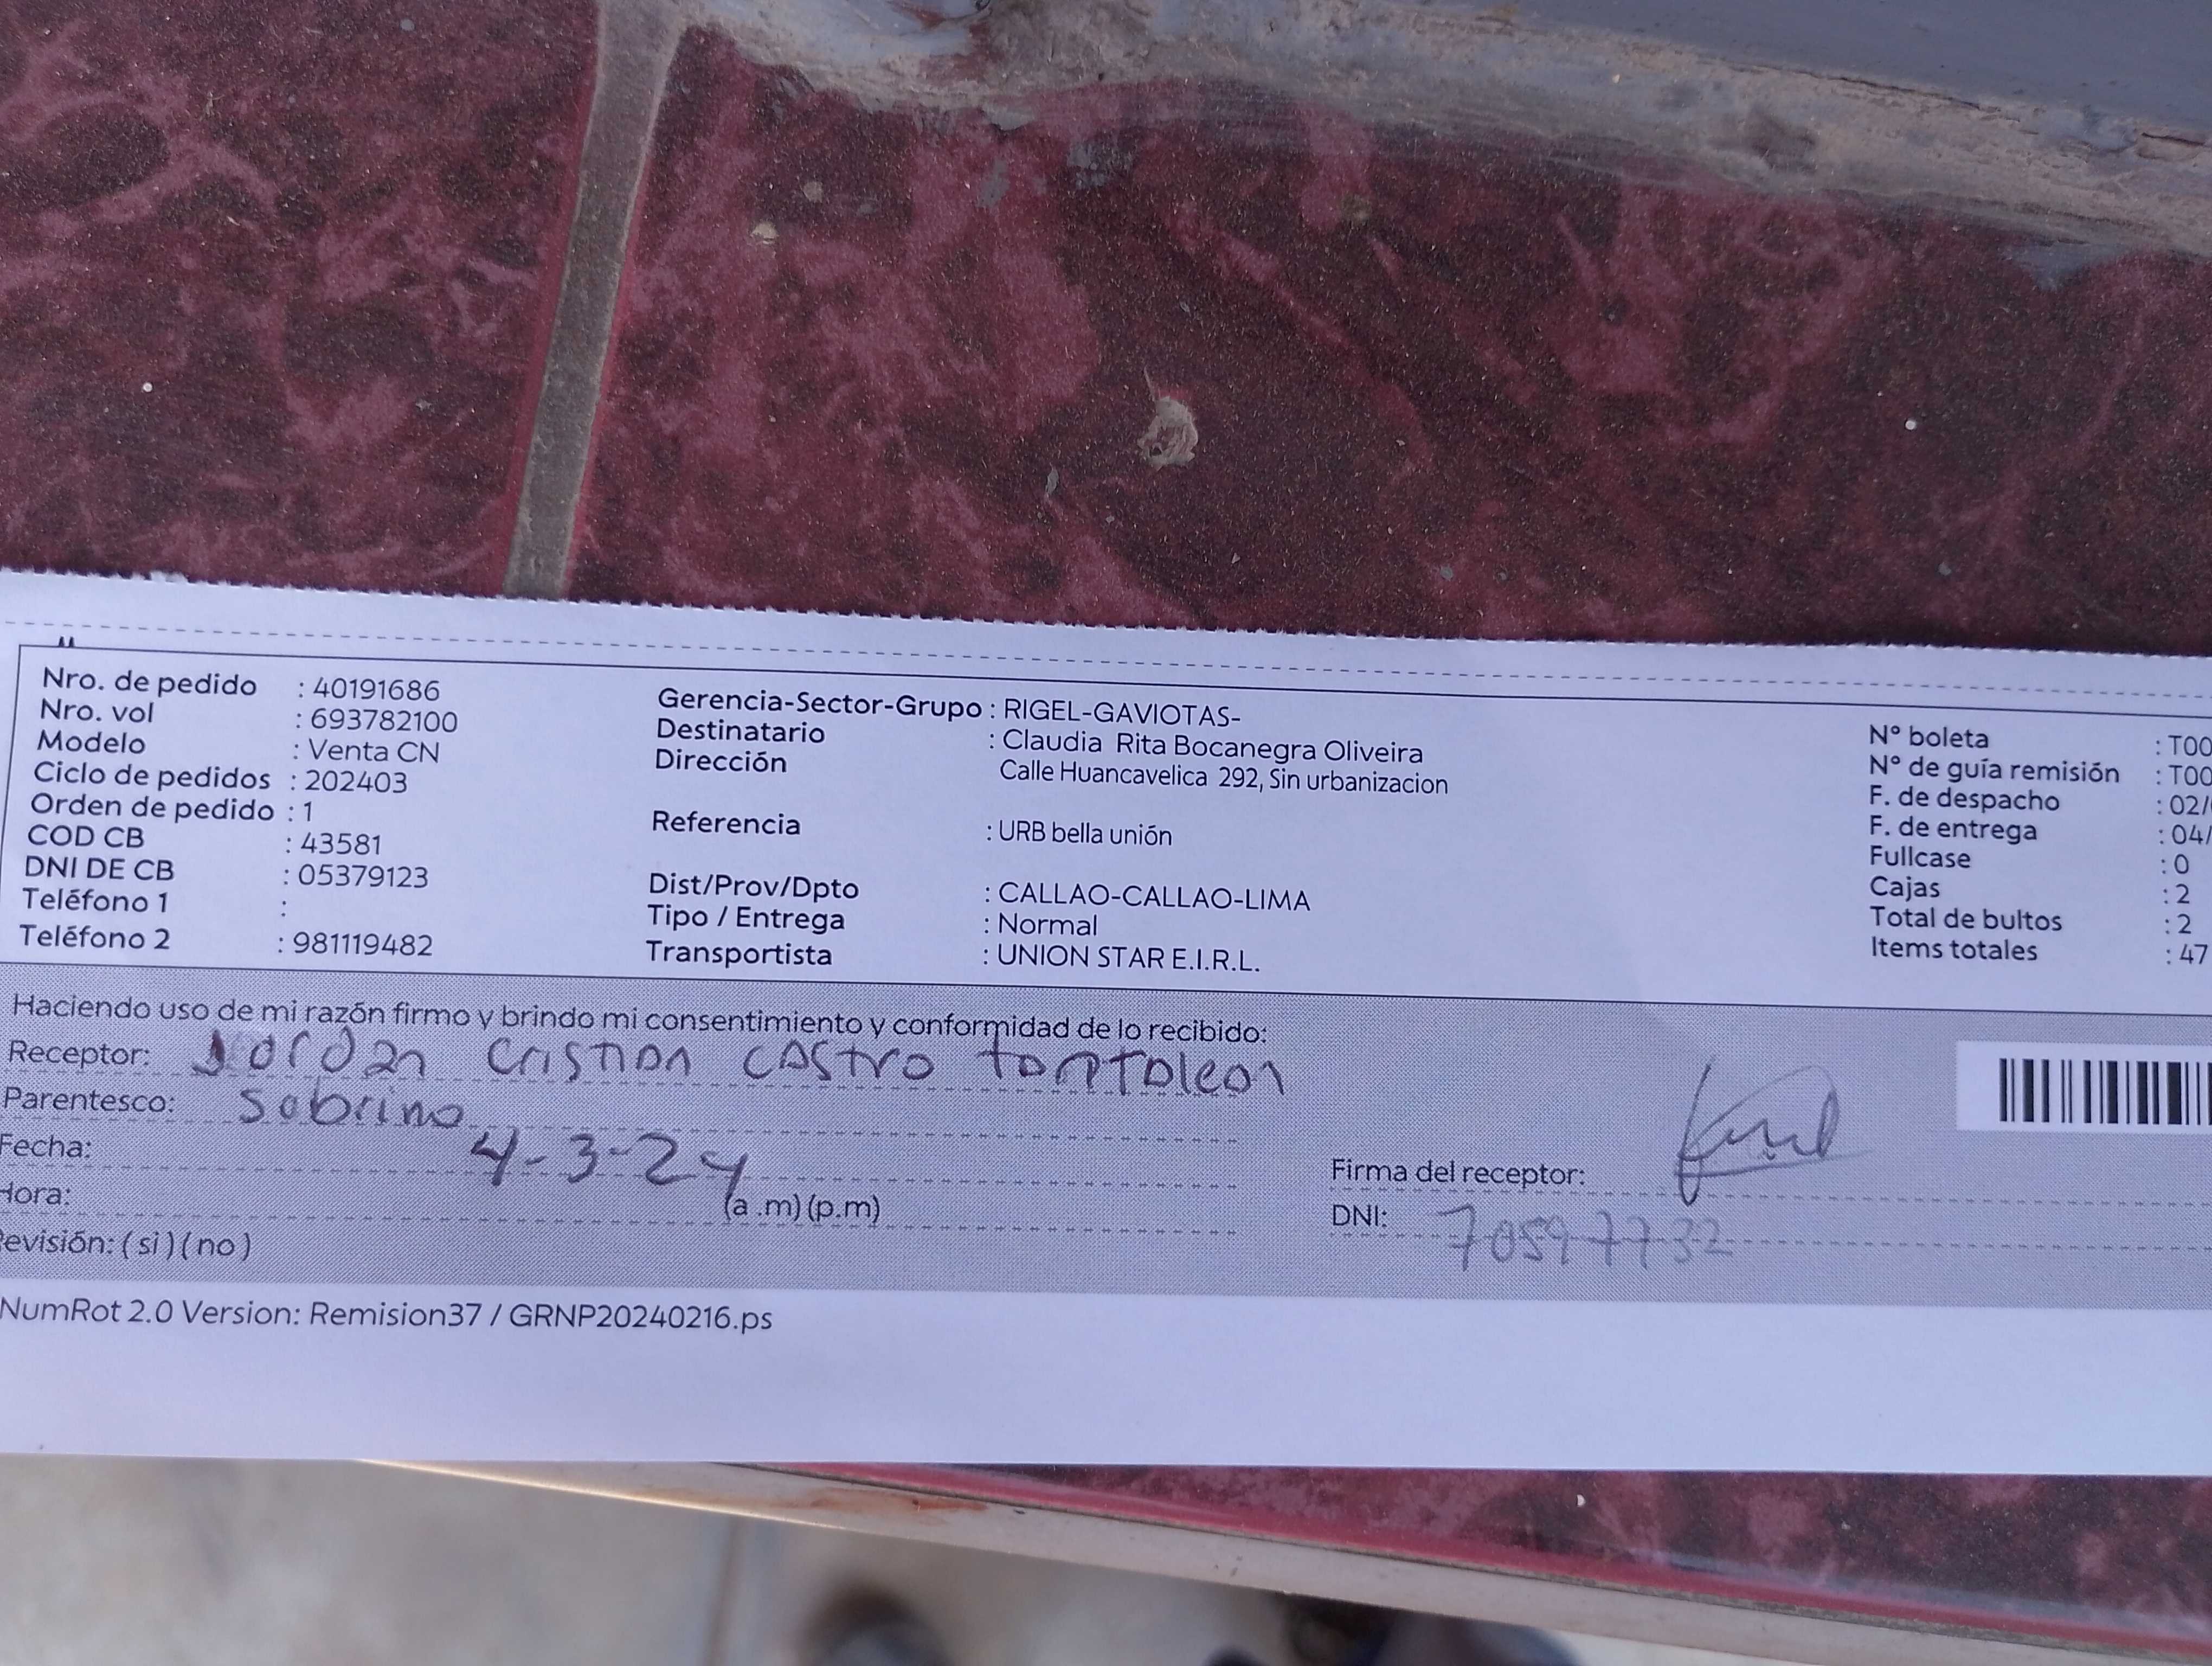 Nro. de pedido : 40191686
Nro. vol : 693782100
Modelo : Venta CN
Ciclo de pedidos : 202403
Orden de pedido : 1
COD CB : 43581
DNI DE CB : 05379123
Teléfono 1 :
Teléfono 2 : 981119482
Gerencia-Sector-Grupo : RIGEL-GAVIOTAS-
Destinatario : Claudia Rita Bocanegra Oliveira
Dirección Calle Huancavelica 292, Sin urbanizacion
Referencia : URB bella unión
Dist/Prov/Dpto : CALLAO-CALLAO-LIMA
Tipo / Entrega : Normal
Transportista : UNION STAR E.I.R.L.
N° boleta : T00
N° de guía remisión : T00
F. de despacho : 02/
F. de entrega : 04/
Fullcase : 0
Cajas : 2
Total de bultos : 2
Items totales : 47
Haciendo uso de mi razón firmo y brindo mi consentimiento y conformidad de lo recibido:
Receptor: Jordan Cristian Castro
Parentesco: Sobrino
Fecha: 4-3-24
Hora: (a .m) (p.m)
evisión: ( si ) ( no )
Firma del receptor:
DNI: 70597732
NumRot 2.0 Version: Remision37 / GRNP20240216.ps